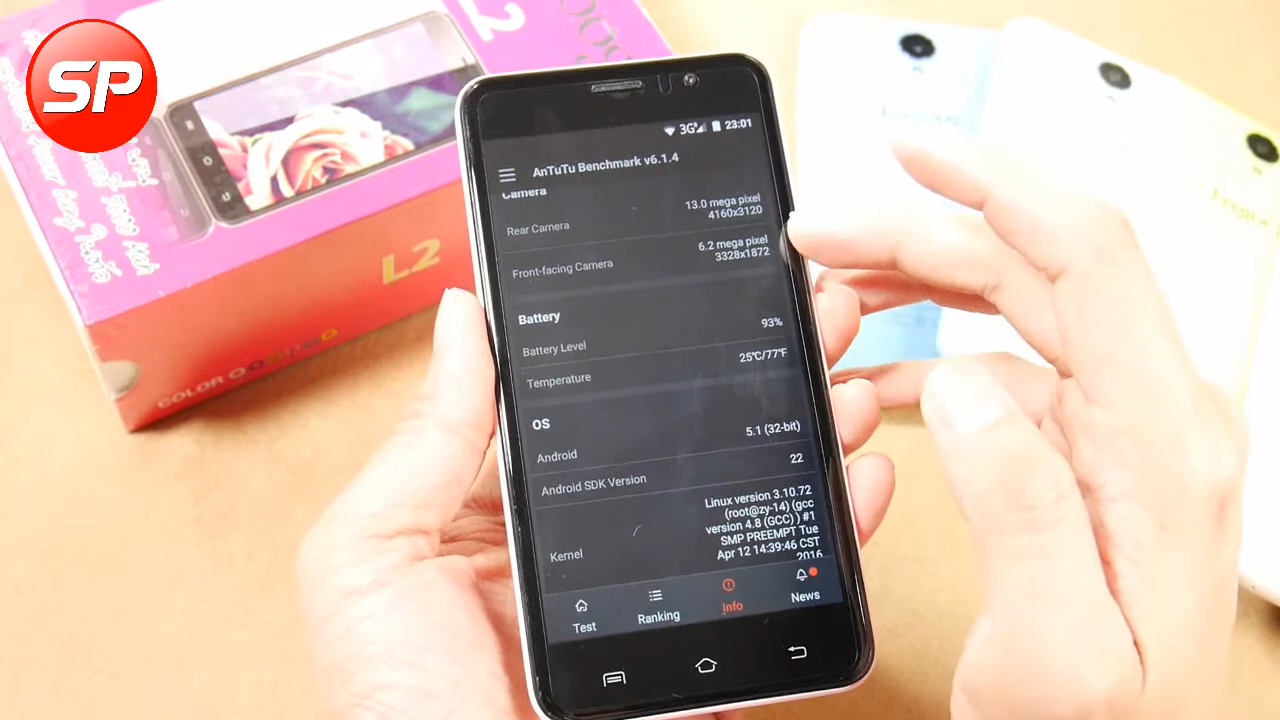 SP
L2
L2
3G
23:01
AnTuTu Benchmark v6.1.4
Camera
Rear Camera
13.0 mega pixel
4160x3120
Front-facing Camera
6.2 mega pixel
3328x1872
Battery
Battery Level
93%
Temperature
25℃/77℉
OS
Android
5.1 (32-bit)
Android SDK Version
22
Kernel
Linux version 3.10.72
(root@zy-14) (gcc
version 4.8 (GCC) ) #1
SMP PREEMPT Tue
Apr 12 14:39:46 CST
2016
Test
Ranking
Info
News
COLOR